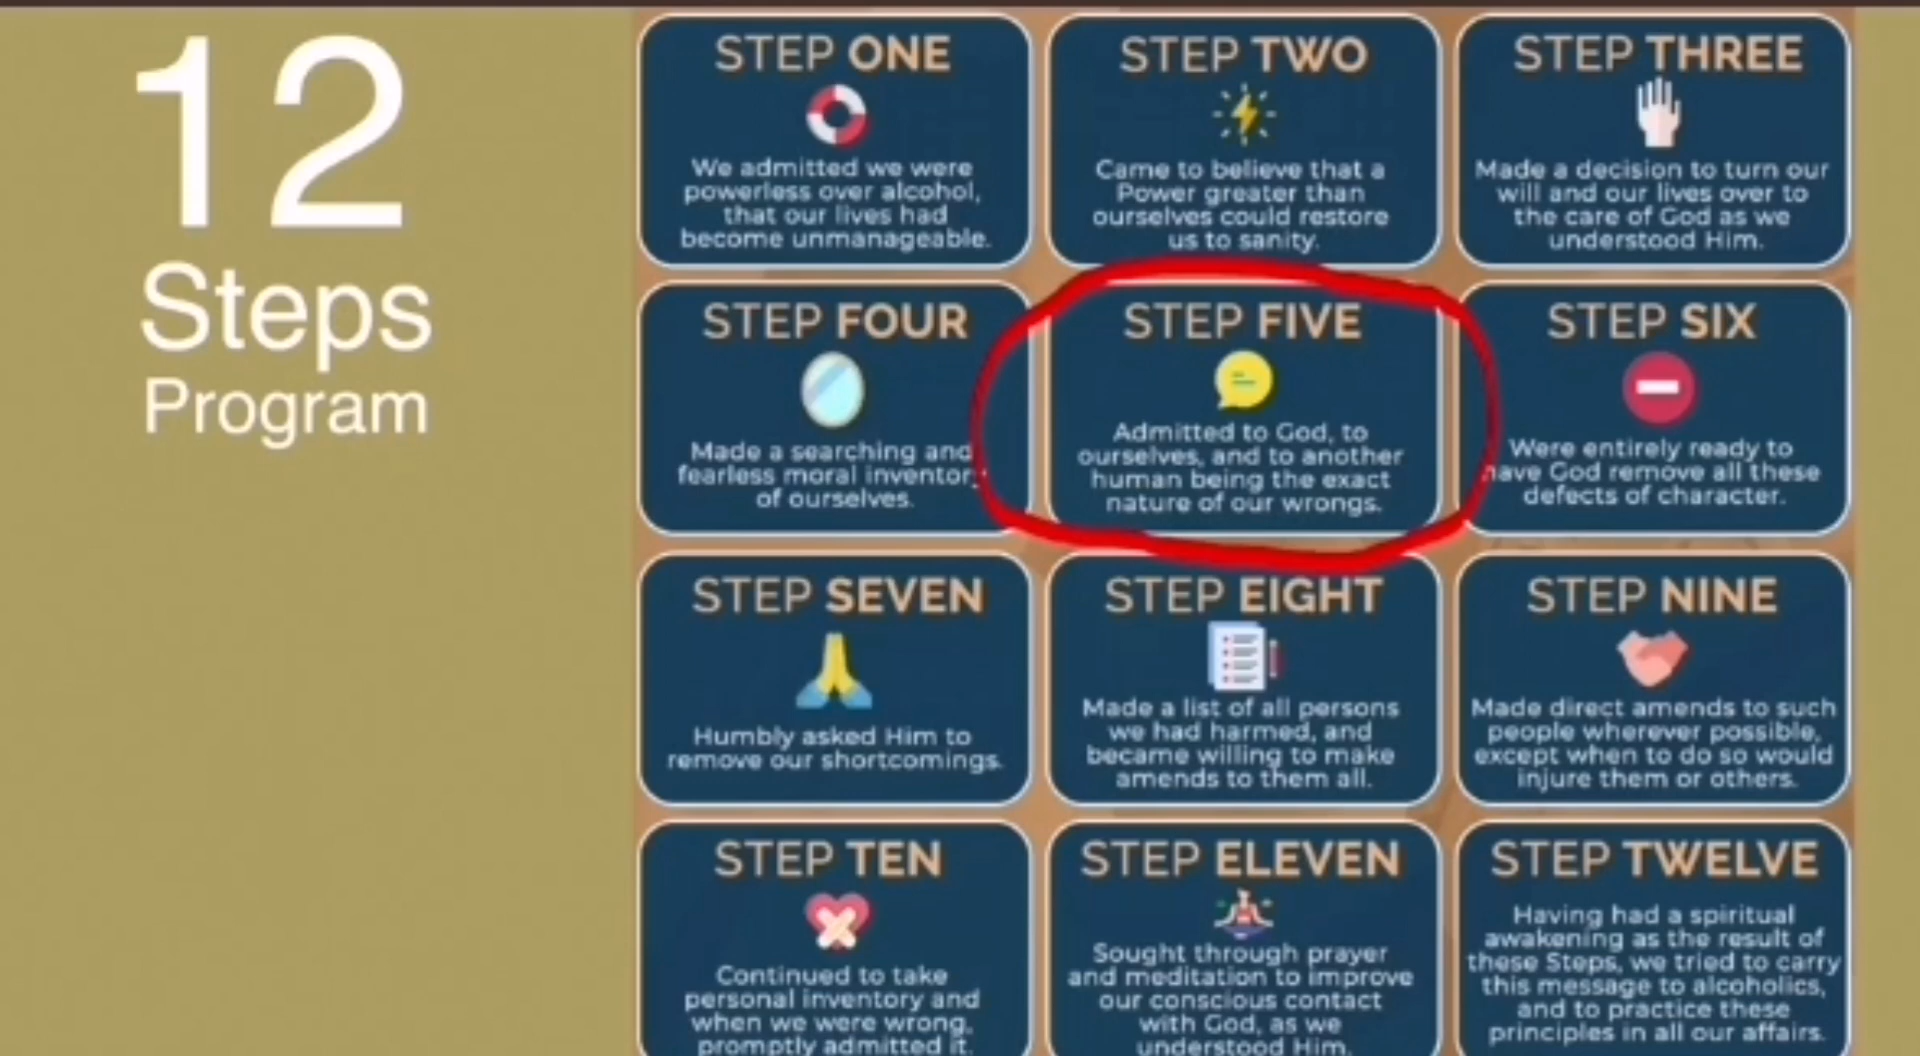 12
Steps
Program
STEP ONE
We admitted we were
powerless over alcohol,
that our lives had
become unmanageable.
STEP TWO
Came to believe that a
Power greater than
ourselves could restore
us to sanity.
STEP THREE
Made a decision to turn our
will and our lives over to
the care of God as we
understood Him.
STEP FOUR
Made a searching and
fearless moral inventory
of ourselves.
STEP FIVE
Admitted to God, to
ourselves, and to another
human being the exact
nature of our wrongs.
STEP SIX
Were entirely ready to
have God remove all these
defects of character.
STEP SEVEN
Humbly asked Him to
remove our shortcomings.
STEP EIGHT
Made a list of all persons
we had harmed, and
became willing to make
amends to them all.
STEP NINE
Made direct amends to such
people wherever possible,
except when to do so would
injure them or others.
STEP TEN
Continued to take
personal inventory and
when we were wrong,
promptly admitted it.
STEP ELEVEN
Sought through prayer
and meditation to improve
our conscious contact
with God, as we
understood Him.
STEP TWELVE
Having had a spiritual
awakening as the result of
these Steps, we tried to carry
this message to alcoholics,
and to practice these
principles in all our affairs.